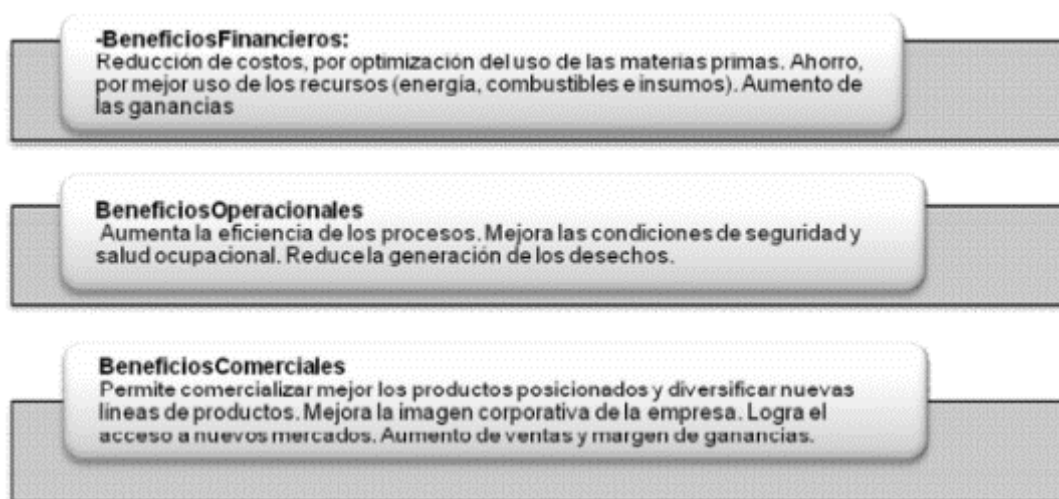 -BeneficiosFinancieros:
Reducción de costos, por optimización del uso de las materias primas. Ahorro,
por mejor uso de los recursos (energía, combustibles e insumos). Aumento de
las ganancias
BeneficiosOperacionales
Aumenta la eficiencia de los procesos. Mejora las condiciones de seguridad y
salud ocupacional. Reducela generación de los desechos.
BeneficiosComerciales
Permite comercializar mejor los productos posicionados y diversificar nuevas
líneas de productos. Mejora la imagen corporativa de la empresa. Logra el
acceso a nuevos mercados. Aumento de ventas y margen de ganancias.